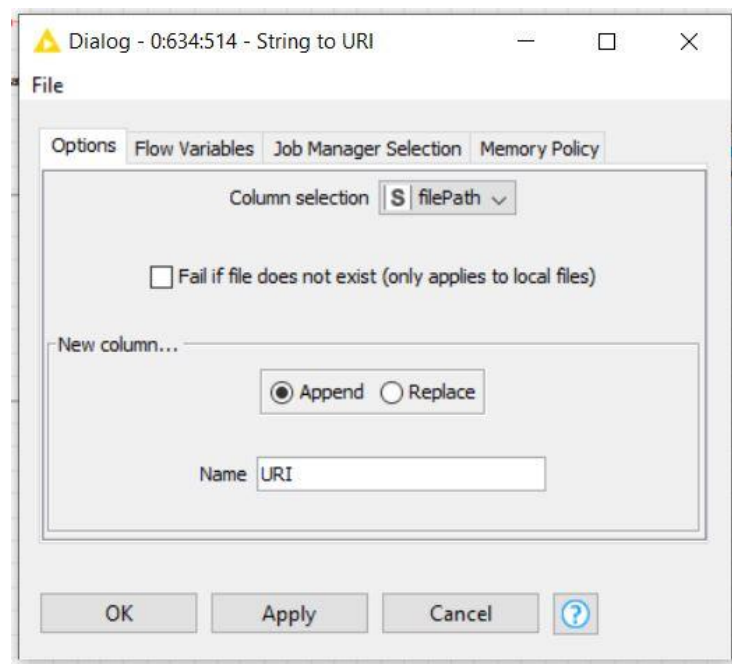 Dialog - 0:634:514 - String to URI
File
Options Flow Variables Job Manager Selection Memory Policy
Column selection S filePath
Fail if file does not exist (only applies to local files)
New column...
Append Replace
Name URI
OK Apply Cancel ?